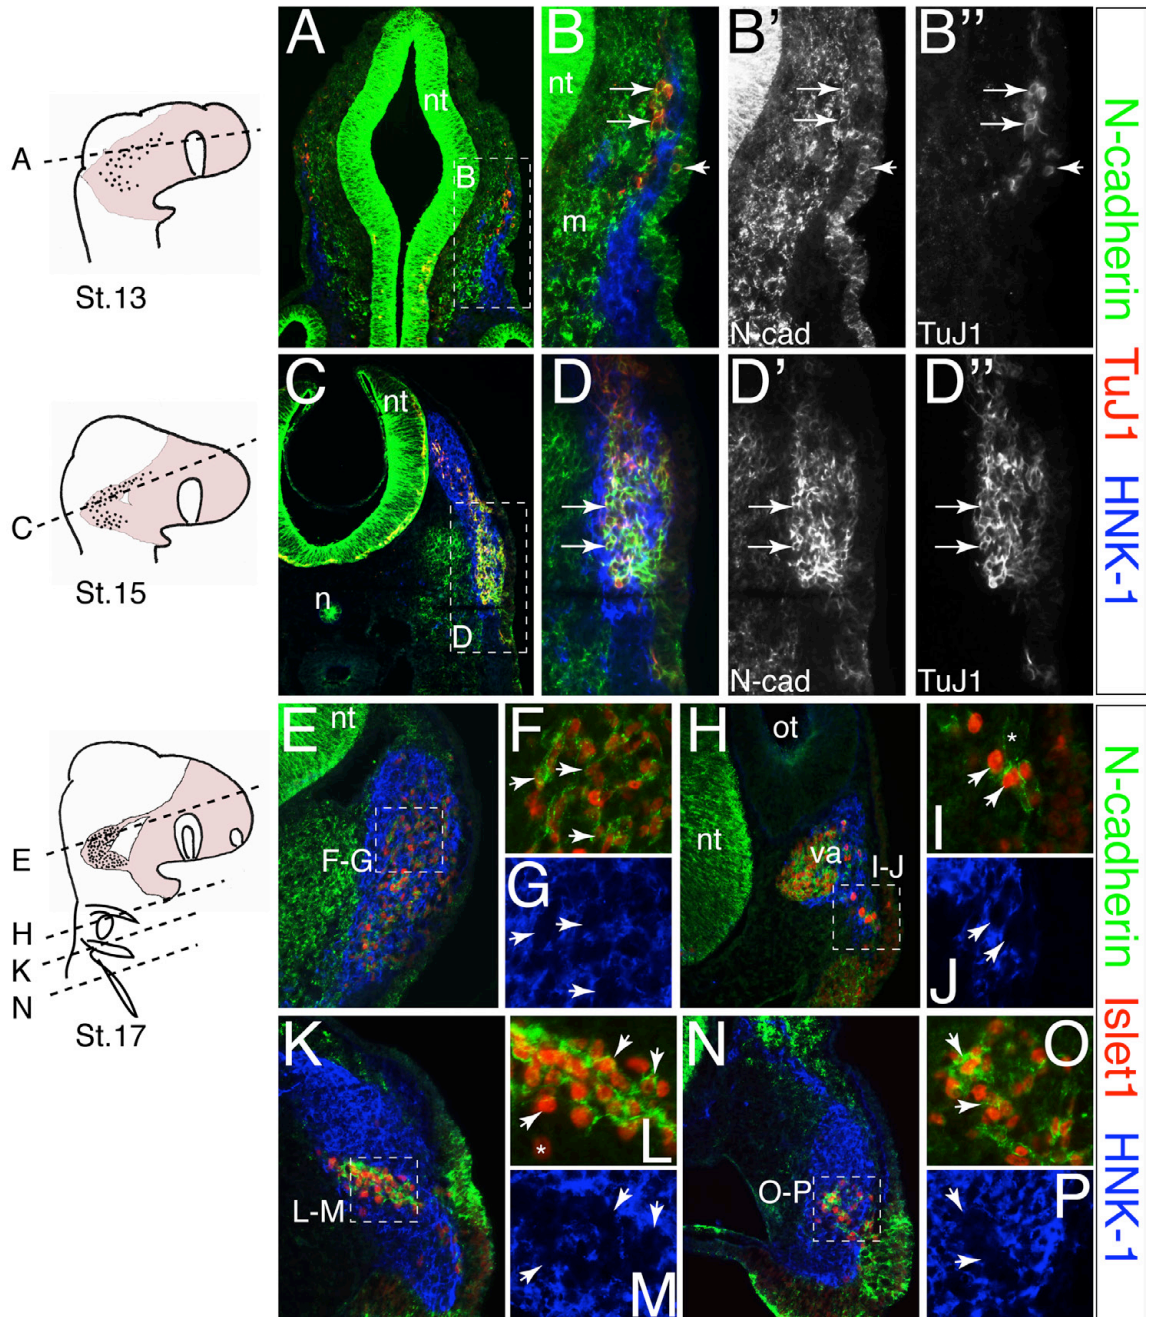 A
St.13
A
nt
B
B
nt
m
B’
N-cad
B’’
TuJ1
N-cadherin TuJ1 HNK-1
C
St.15
C
nt
n
D
D
D’
N-cad
D’’
TuJ1
E
H
K
N
St.17
E
nt
F-G
F
G
H
ot
nt
va
I-J
*
I
J
N-cadherin Islet1 HNK-1
K
L-M
*
L
M
N
O-P
O
P